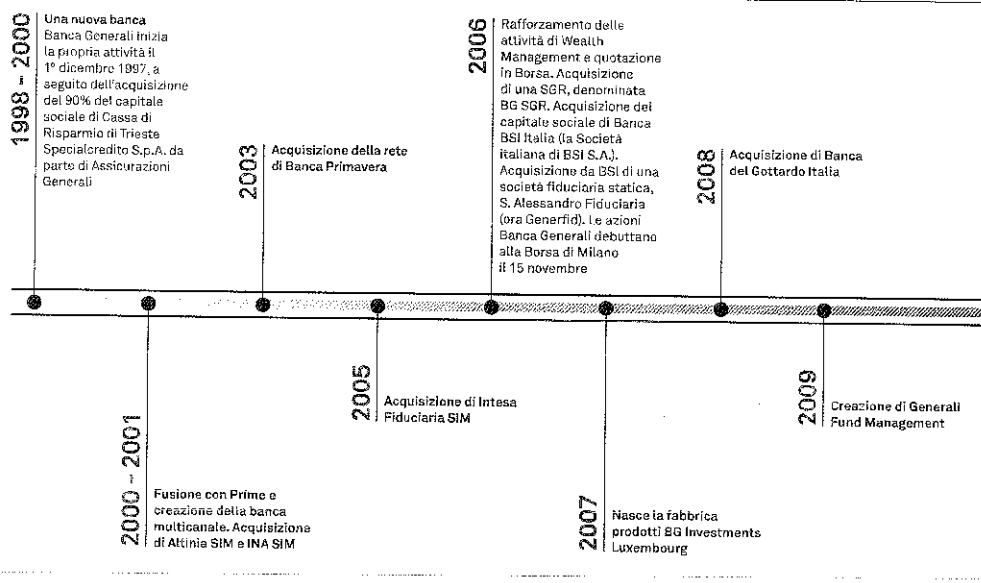 1998 – 2000
Una nuova banca
Banca Generali inizia
la propria attività il
1° dicembre 1997, a
seguito dell'acquisizione
del 90% del capitale
sociale di Cassa di
Risparmio di Trieste
Specialcredito S.p.A. da
parte di Assicurazioni
Generali
2000 – 2001
Fusione con Prime e
creazione della banca
multicanale. Acquisizione
di Altinia SIM e INA SIM
2003
Acquisizione della rete
di Banca Primavera
2005
Acquisizione di Intesa
Fiduciaria SIM
2006
Rafforzamento delle
attività di Wealth
Management e quotazione
in Borsa. Acquisizione
di una SGR, denominata
BG SGR. Acquisizione del
capitale sociale di Banca
BSI Italia (la Società
italiana di BSI S.A.).
Acquisizione da BSI di una
società fiduciaria statica,
S. Alessandro Fiduciaria
(ora Generfid). Le azioni
Banca Generali debuttano
alla Borsa di Milano
il 15 novembre
2007
Nasce la fabbrica
prodotti BG Investments
Luxembourg
2008
Acquisizione di Banca
del Gottardo Italia
2009
Creazione di Generali
Fund Management